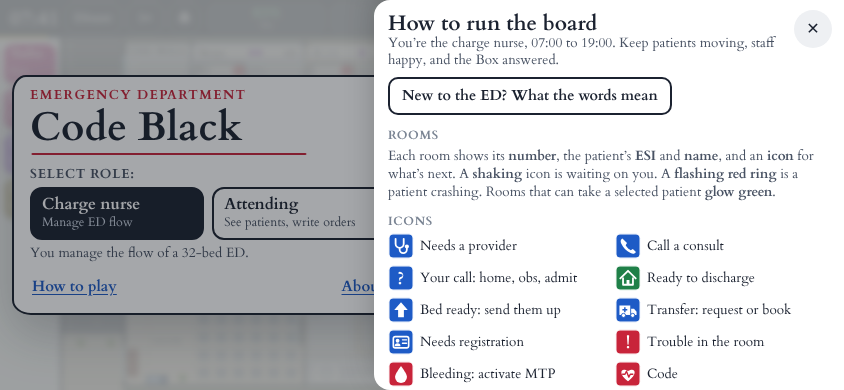 EMERGENCY DEPARTMENT
Code Black
SELECT ROLE:
Charge nurse
Manage ED flow
Attending
See patients, write orders
You manage the flow of a 32-bed ED.
How to play
How to run the board
You're the charge nurse, 07:00 to 19:00. Keep patients moving, staff
happy, and the Box answered.
New to the ED? What the words mean
ROOMS
Each room shows its number, the patient's ESI and name, and an icon for
what's next. A shaking icon is waiting on you. A flashing red ring is a
patient crashing. Rooms that can take a selected patient glow green.
ICONS
Needs a provider
Call a consult
? Your call: home, obs, admit
Ready to discharge
Bed ready: send them up
Transfer: request or book
Needs registration
! Trouble in the room
Bleeding: activate MTP
Code